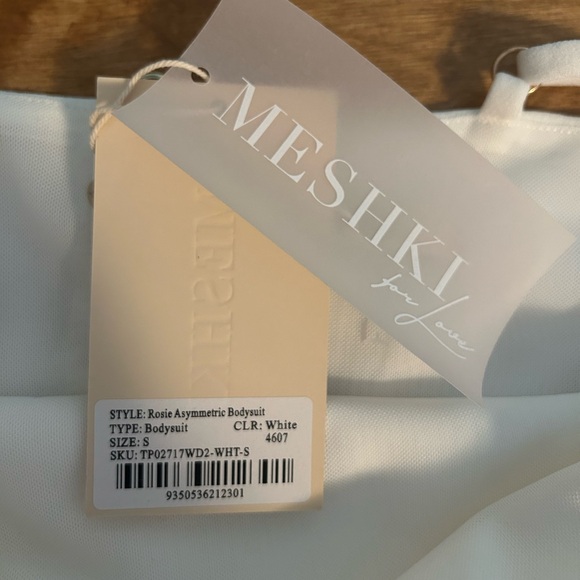 MESHKI
for Love
MESHKI
STYLE: Rosie Asymmetric Bodysuit
TYPE: Bodysuit CLR: White
SIZE: S 4607
SKU: TP02717WD2-WHT-S
9350536212301